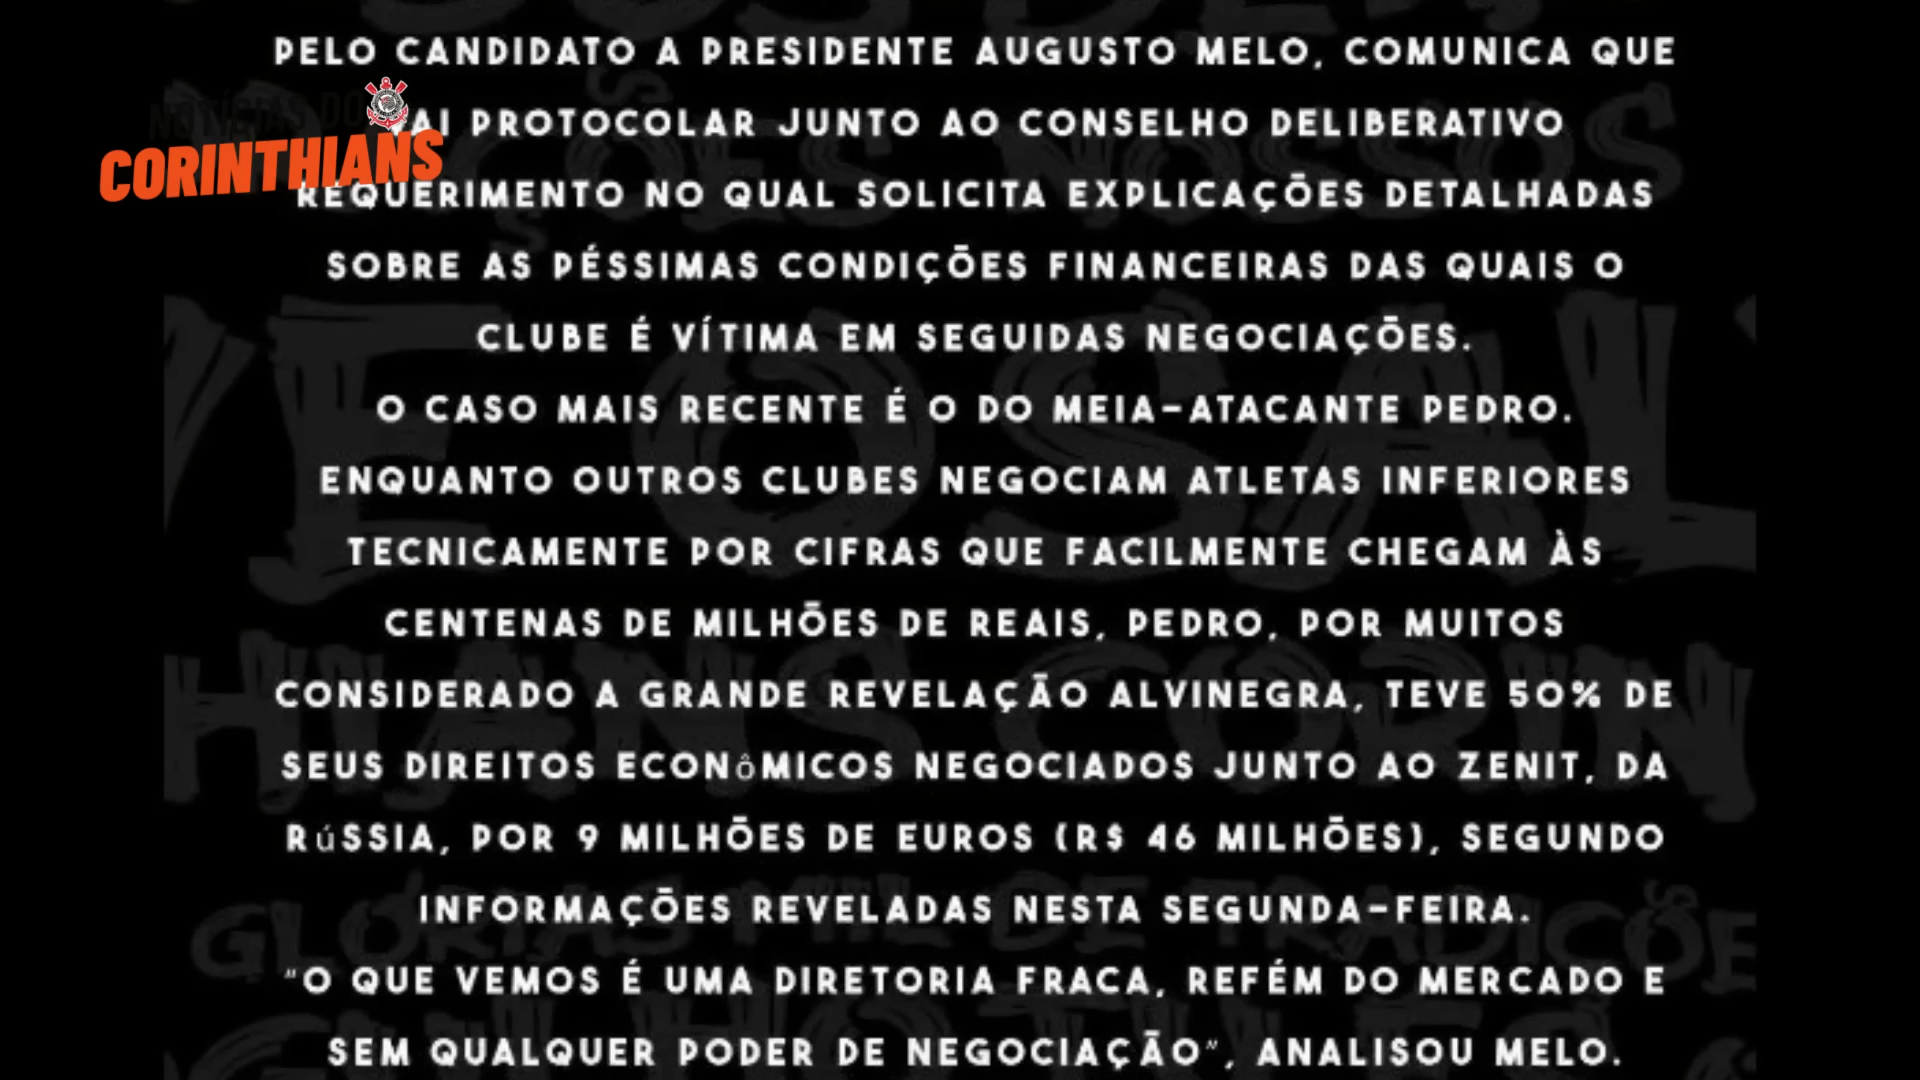 PELO CANDIDATO A PRESIDENTE AUGUSTO MELO, COMUNICA QUE
NOTÍCIAS DO
VAI PROTOCOLAR JUNTO AO CONSELHO DELIBERATIVO
CORINTHIANS
REQUERIMENTO NO QUAL SOLICITA EXPLICAÇÕES DETALHADAS
SOBRE AS PÉSSIMAS CONDIÇÕES FINANCEIRAS DAS QUAIS O
CLUBE É VÍTIMA EM SEGUIDAS NEGOCIAÇÕES.
O CASO MAIS RECENTE É O DO MEIA-ATACANTE PEDRO.
ENQUANTO OUTROS CLUBES NEGOCIAM ATLETAS INFERIORES
TECNICAMENTE POR CIFRAS QUE FACILMENTE CHEGAM ÀS
CENTENAS DE MILHÕES DE REAIS, PEDRO, POR MUITOS
CONSIDERADO A GRANDE REVELAÇÃO ALVINEGRA, TEVE 50% DE
SEUS DIREITOS ECONôMICOS NEGOCIADOS JUNTO AO ZENIT, DA
RúSSIA, POR 9 MILHÕES DE EUROS (R$ 46 MILHÕES), SEGUNDO
INFORMAÇÕES REVELADAS NESTA SEGUNDA-FEIRA.
"O QUE VEMOS É UMA DIRETORIA FRACA, REFÉM DO MERCADO E
SEM QUALQUER PODER DE NEGOCIAÇÃO", ANALISOU MELO.